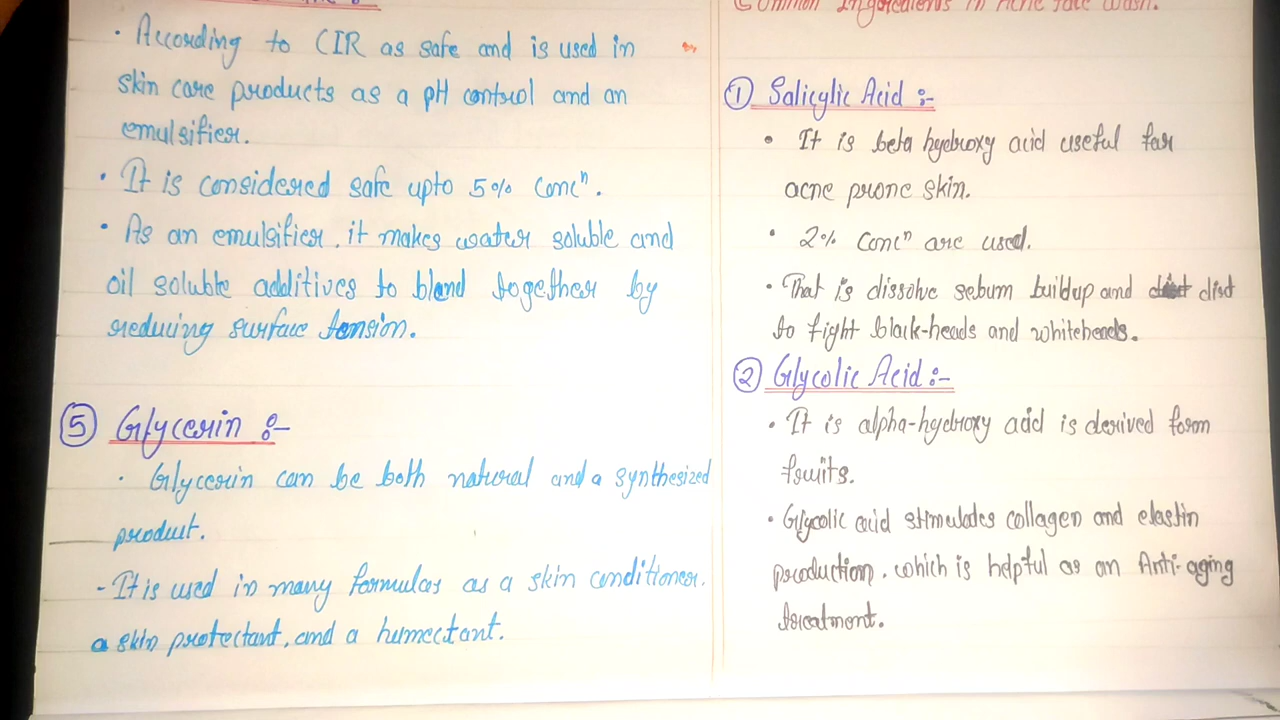 • According to CIR as safe and is used in
skin care products as a pH control and an
emulsifier.
• It is considered safe upto 5% Concⁿ.
• As an emulsifier, it makes water soluble and
oil soluble additives to blend together by
reducing surface tension.
⑤ Glycerin :-
• Glycerin can be both natural and a synthesized
product.
- It is used in many formulas as a skin conditioner,
a skin protectant, and a humectant.
Common Ingredients in Acne face wash.
① Salicylic Acid :-
• It is beta hydroxy acid useful for
acne prone skin.
• 2% Concⁿ are used.
• That is dissolve sebum buildup and dirt
to fight black-heads and whiteheads.
② Glycolic Acid :-
• It is alpha-hydroxy acid is derived form
fruits.
• Glycolic acid stimulates collagen and elastin
production, which is helpful as an Anti-aging
treatment.